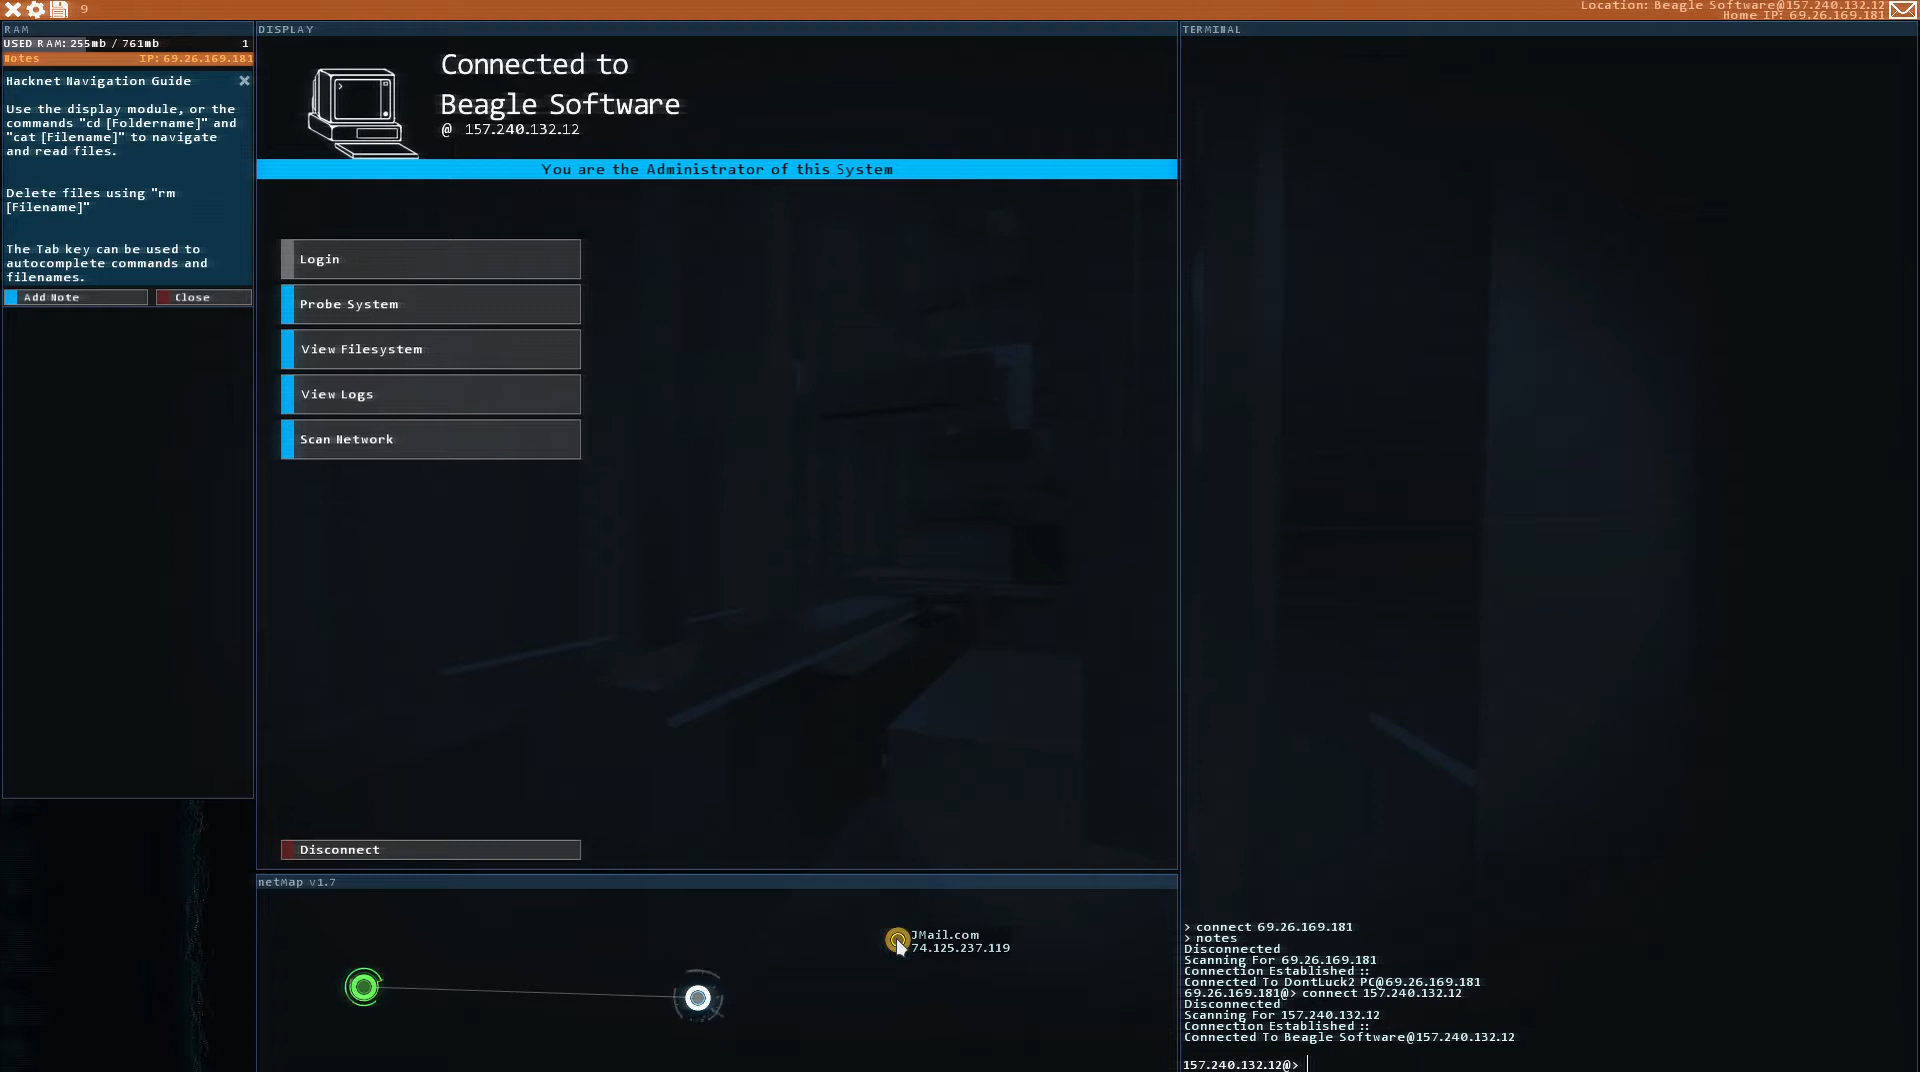 9
Location: Beagle Software@157.240.132.12
Home IP: 69.26.169.181
RAM
USED RAM: 255mb / 761mb 1
Notes IP: 69.26.169.181
Hacknet Navigation Guide
Use the display module, or the
commands "cd [Foldername]" and
"cat [Filename]" to navigate
and read files.
Delete files using "rm
[Filename]"
The Tab key can be used to
autocomplete commands and
filenames.
Add Note Close
DISPLAY
Connected to
Beagle Software
@ 157.240.132.12
You are the Administrator of this System
Login
Probe System
View Filesystem
View Logs
Scan Network
Disconnect
netMap v1.7
JMail.com
74.125.237.119
TERMINAL
> connect 69.26.169.181
> notes
Disconnected
Scanning For 69.26.169.181
Connection Established ::
Connected To DontLuck2 PC@69.26.169.181
69.26.169.181@> connect 157.240.132.12
Disconnected
Scanning For 157.240.132.12
Connection Established ::
Connected To Beagle Software@157.240.132.12
157.240.132.12@>